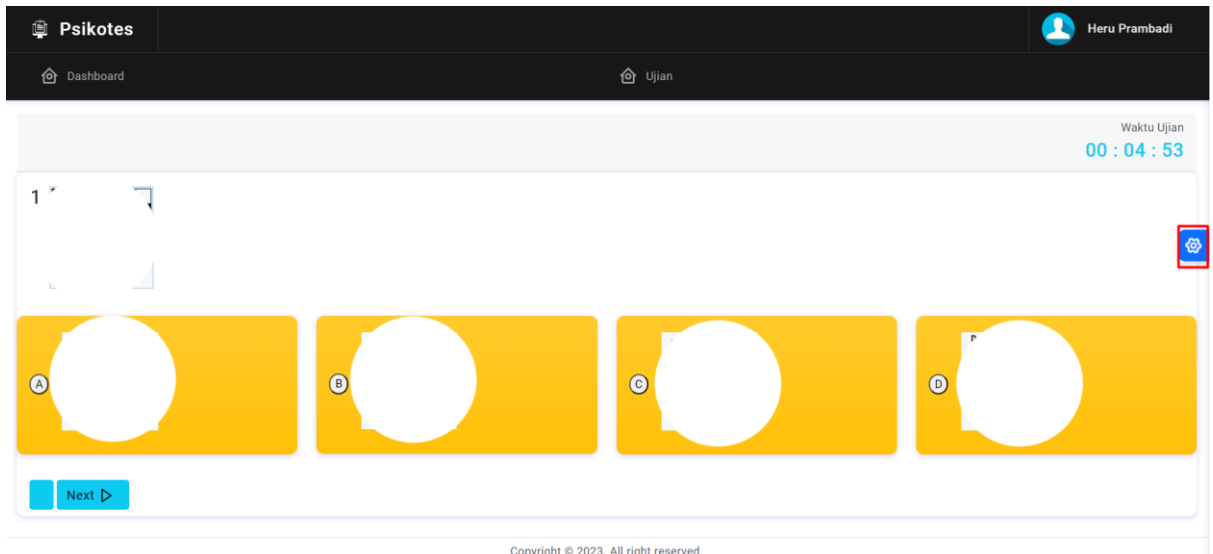 Psikotes
Heru Prambadi
Dashboard
Ujian
Waktu Ujian
00 : 04 : 53
1
A
B
C
D
Next
Copyright © 2023. All right reserved.